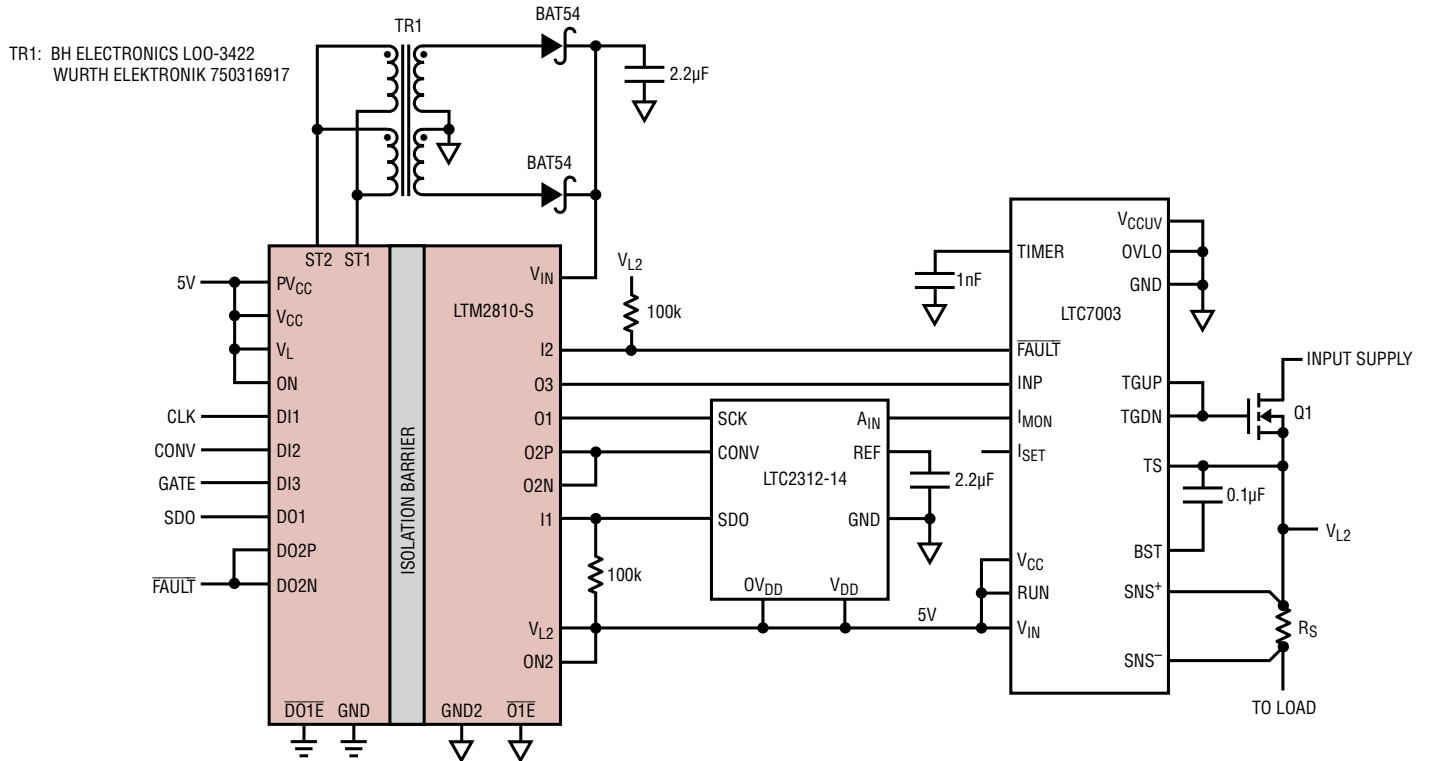 TR1: BH ELECTRONICS LOO-3422
WURTH ELEKTRONIK 750316917
TR1
BAT54
2.2µF
BAT54
ST2
ST1
5V
PVCC
VCC
VL
ON
CLK
DI1
CONV
DI2
GATE
DI3
SDO
DO1
DO2P
FAULT
DO2N
DO1E
GND
ISOLATION BARRIER
LTM2810-S
VIN
I2
O3
O1
O2P
O2N
I1
VL2
ON2
GND2
O1E
VL2
100k
100k
SCK
CONV
SDO
OVDD
VDD
LTC2312-14
AIN
REF
GND
2.2µF
5V
1nF
TIMER
FAULT
INP
IMON
ISET
VCC
RUN
VIN
LTC7003
VCCUV
OVLO
GND
TGUP
TGDN
TS
BST
SNS+
SNS–
INPUT SUPPLY
Q1
0.1µF
VL2
RS
TO LOAD